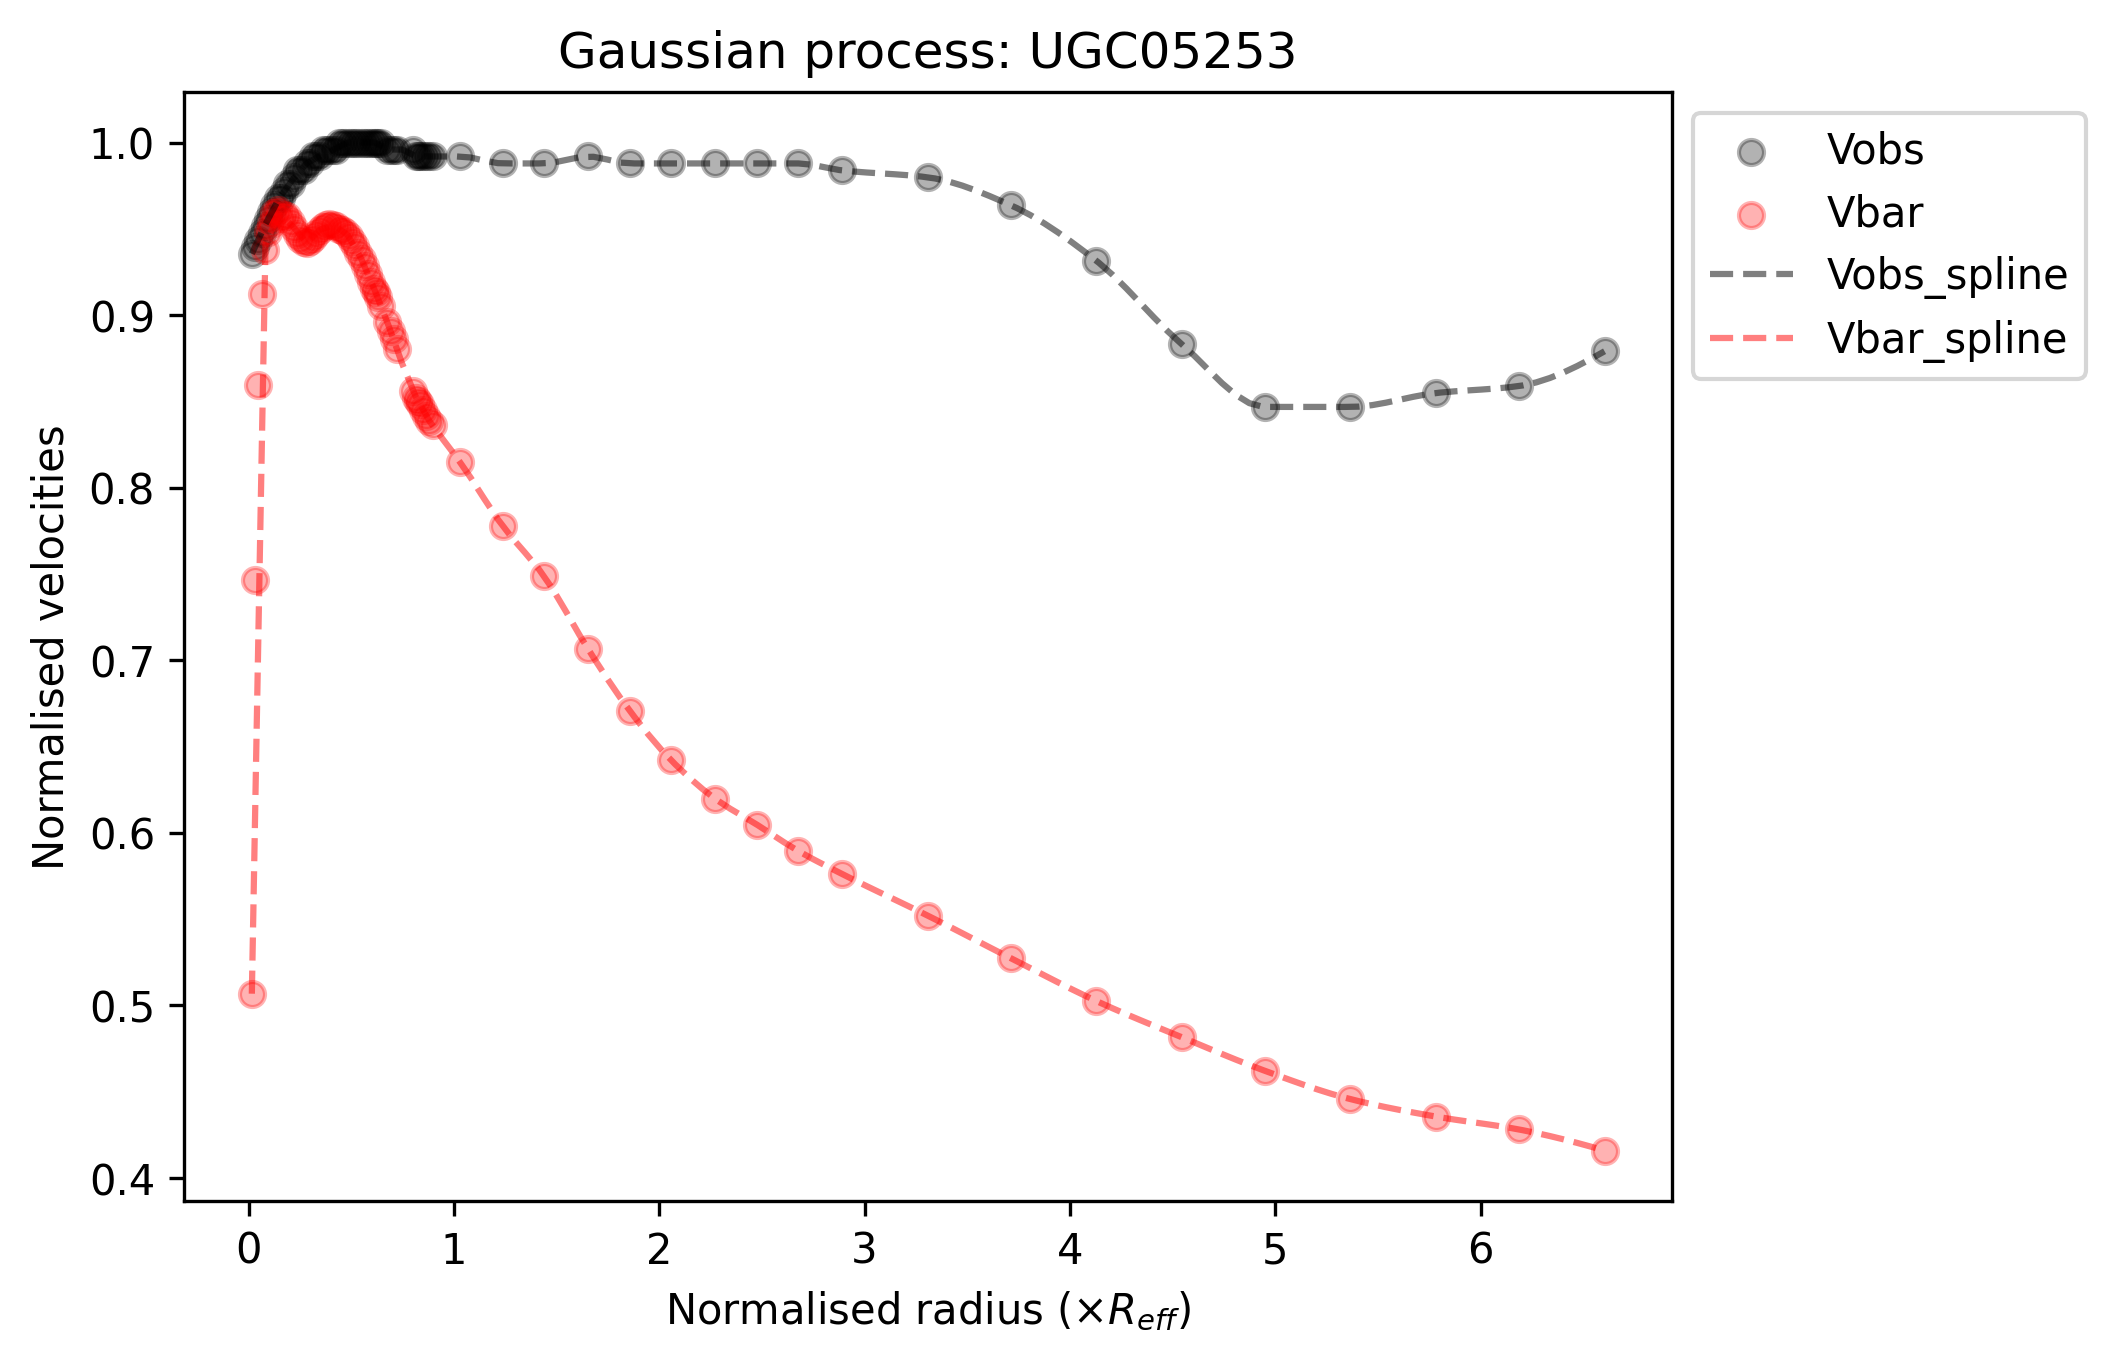 Gaussian process: UGC05253
1.0
0.9
0.8
0.7
0.6
0.5
0.4
Normalised velocities
0 1 2 3 4 5 6
Normalised radius (×R_eff)
Vobs
Vbar
Vobs_spline
Vbar_spline